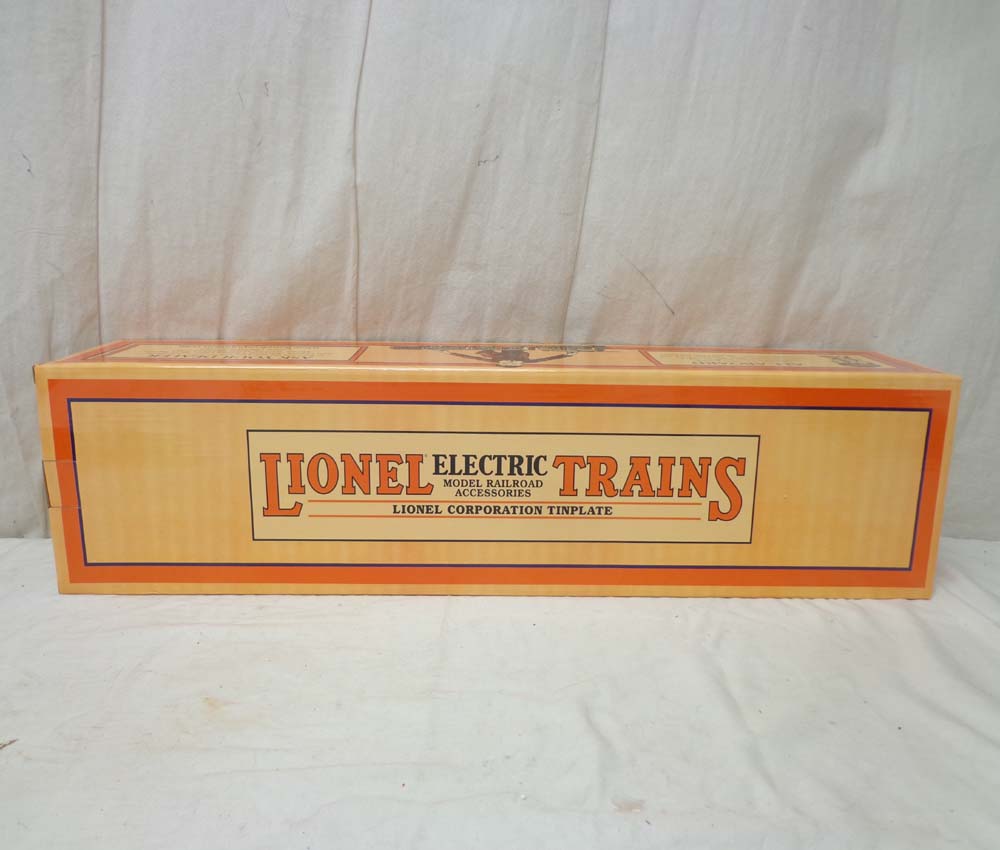 LIONEL ELECTRIC TRAINS
MODEL RAILROAD
ACCESSORIES
LIONEL CORPORATION TINPLATE